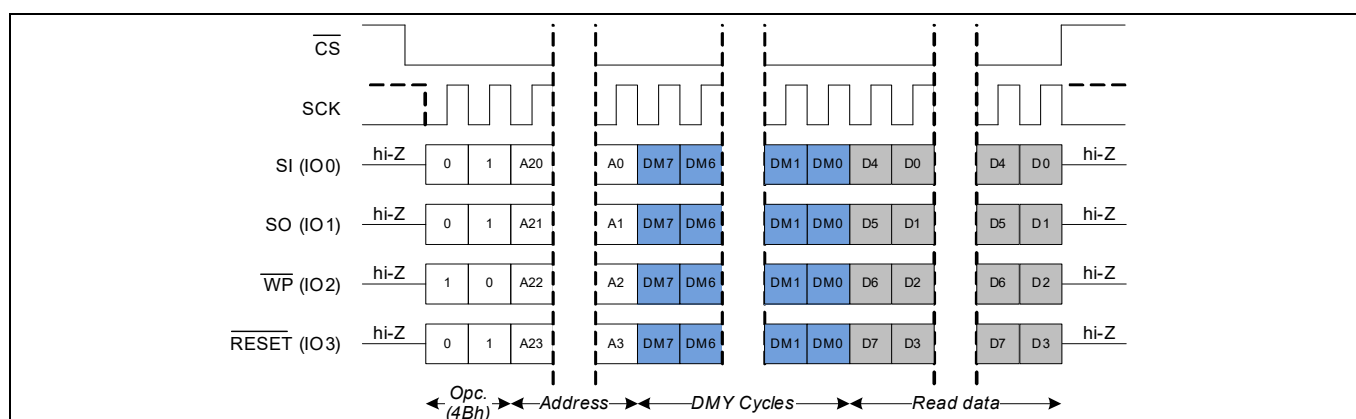 CS
SCK
SI (IO0) hi-Z 0 1 A20 A0 DM7 DM6 DM1 DM0 D4 D0 D4 D0 hi-Z
SO (IO1) hi-Z 0 1 A21 A1 DM7 DM6 DM1 DM0 D5 D1 D5 D1 hi-Z
WP (IO2) hi-Z 1 0 A22 A2 DM7 DM6 DM1 DM0 D6 D2 D6 D2 hi-Z
RESET (IO3) hi-Z 0 1 A23 A3 DM7 DM6 DM1 DM0 D7 D3 D7 D3 hi-Z
Opc. Address DMY Cycles Read data
(4Bh)